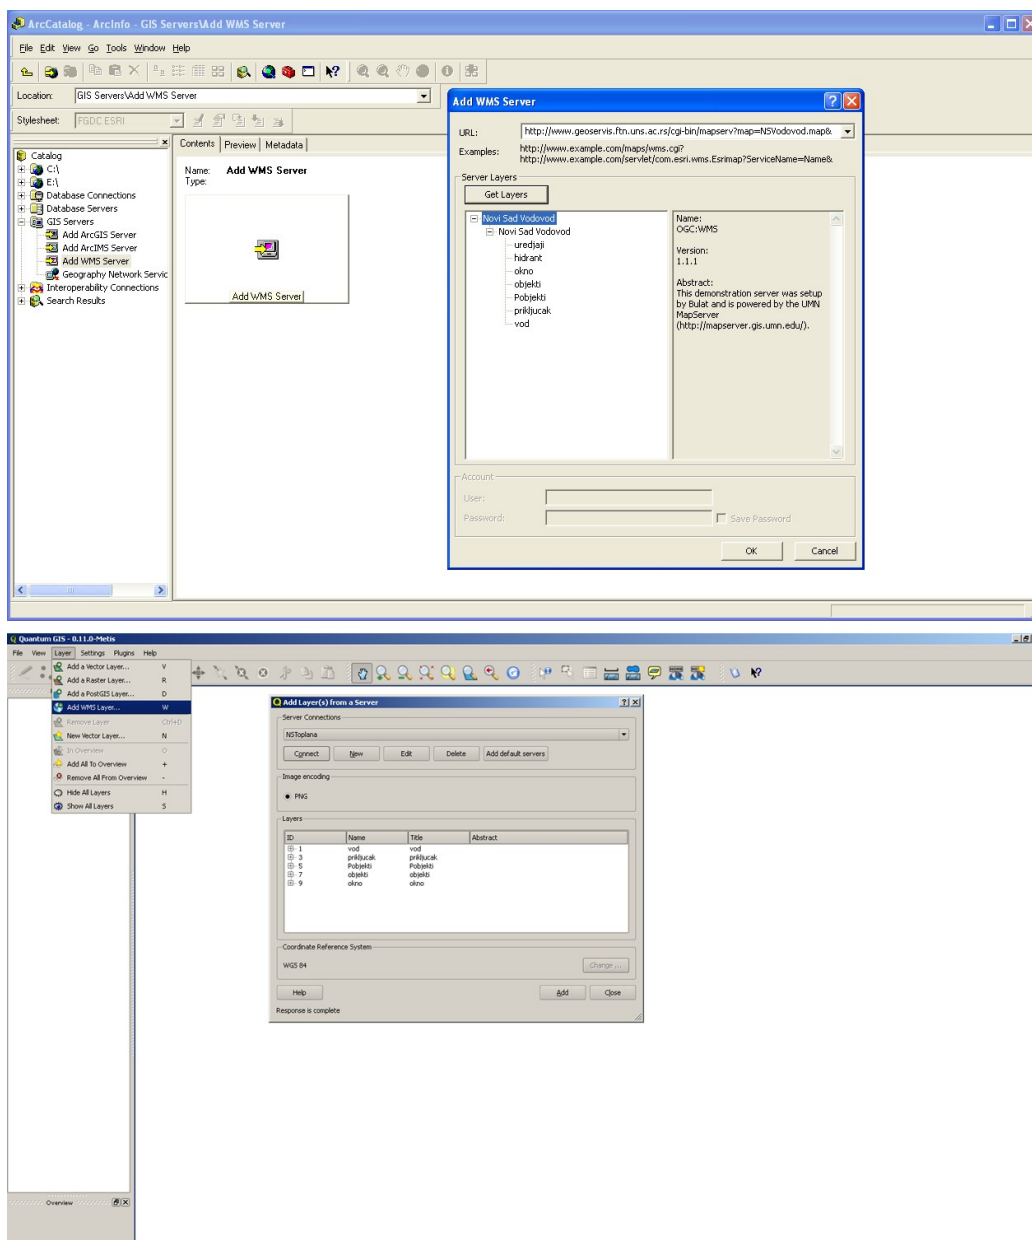 ArcCatalog - ArcInfo - GIS Servers\Add WMS Server
File Edit View Go Tools Window Help
Location: GIS Servers\Add WMS Server
Stylesheet: FGDC ESRI
Catalog
C:\
E:\
Database Connections
Database Servers
GIS Servers
Add ArcGIS Server
Add ArcIMS Server
Add WMS Server
Geography Network Servic
Interoperability Connections
Search Results
Contents Preview Metadata
Name: Add WMS Server
Type:
Add WMS Server
Add WMS Server
URL: http://www.geoservis.ftn.uns.ac.rs/cgi-bin/mapserv?map=NSVodovod.map&
Examples: http://www.example.com/maps/wms.cgi?
http://www.example.com/servlet/com.esri.wms.Esrimap?ServiceName=Name&
Server Layers
Get Layers
Novi Sad Vodovod
Novi Sad Vodovod
uredjaji
hidrant
okno
objekti
Pobjekti
prikljucak
vod
Name:
OGC:WMS
Version:
1.1.1
Abstract:
This demonstration server was setup
by Bulat and is powered by the UMN
MapServer
(http://mapserver.gis.umn.edu/).
Account
User:
Password:
Save Password
OK Cancel
Quantum GIS - 0.11.0-Metis
File View Layer Settings Plugins Help
Add a Vector Layer... V
Add a Raster Layer... R
Add a PostGIS Layer... D
Add WMS Layer... W
Remove Layer Ctrl+D
New Vector Layer... N
In Overview O
Add All To Overview +
Remove All From Overview -
Hide All Layers H
Show All Layers S
Overview
Add Layer(s) from a Server
Server Connections
NSToplana
Connect New Edit Delete Add default servers
Image encoding
PNG
Layers
ID Name Title Abstract
1 vod vod
3 prikljucak prikljucak
5 Pobjekti Pobjekti
7 objekti objekti
9 okno okno
Coordinate Reference System
WGS 84 Change ...
Help Add Close
Response is complete